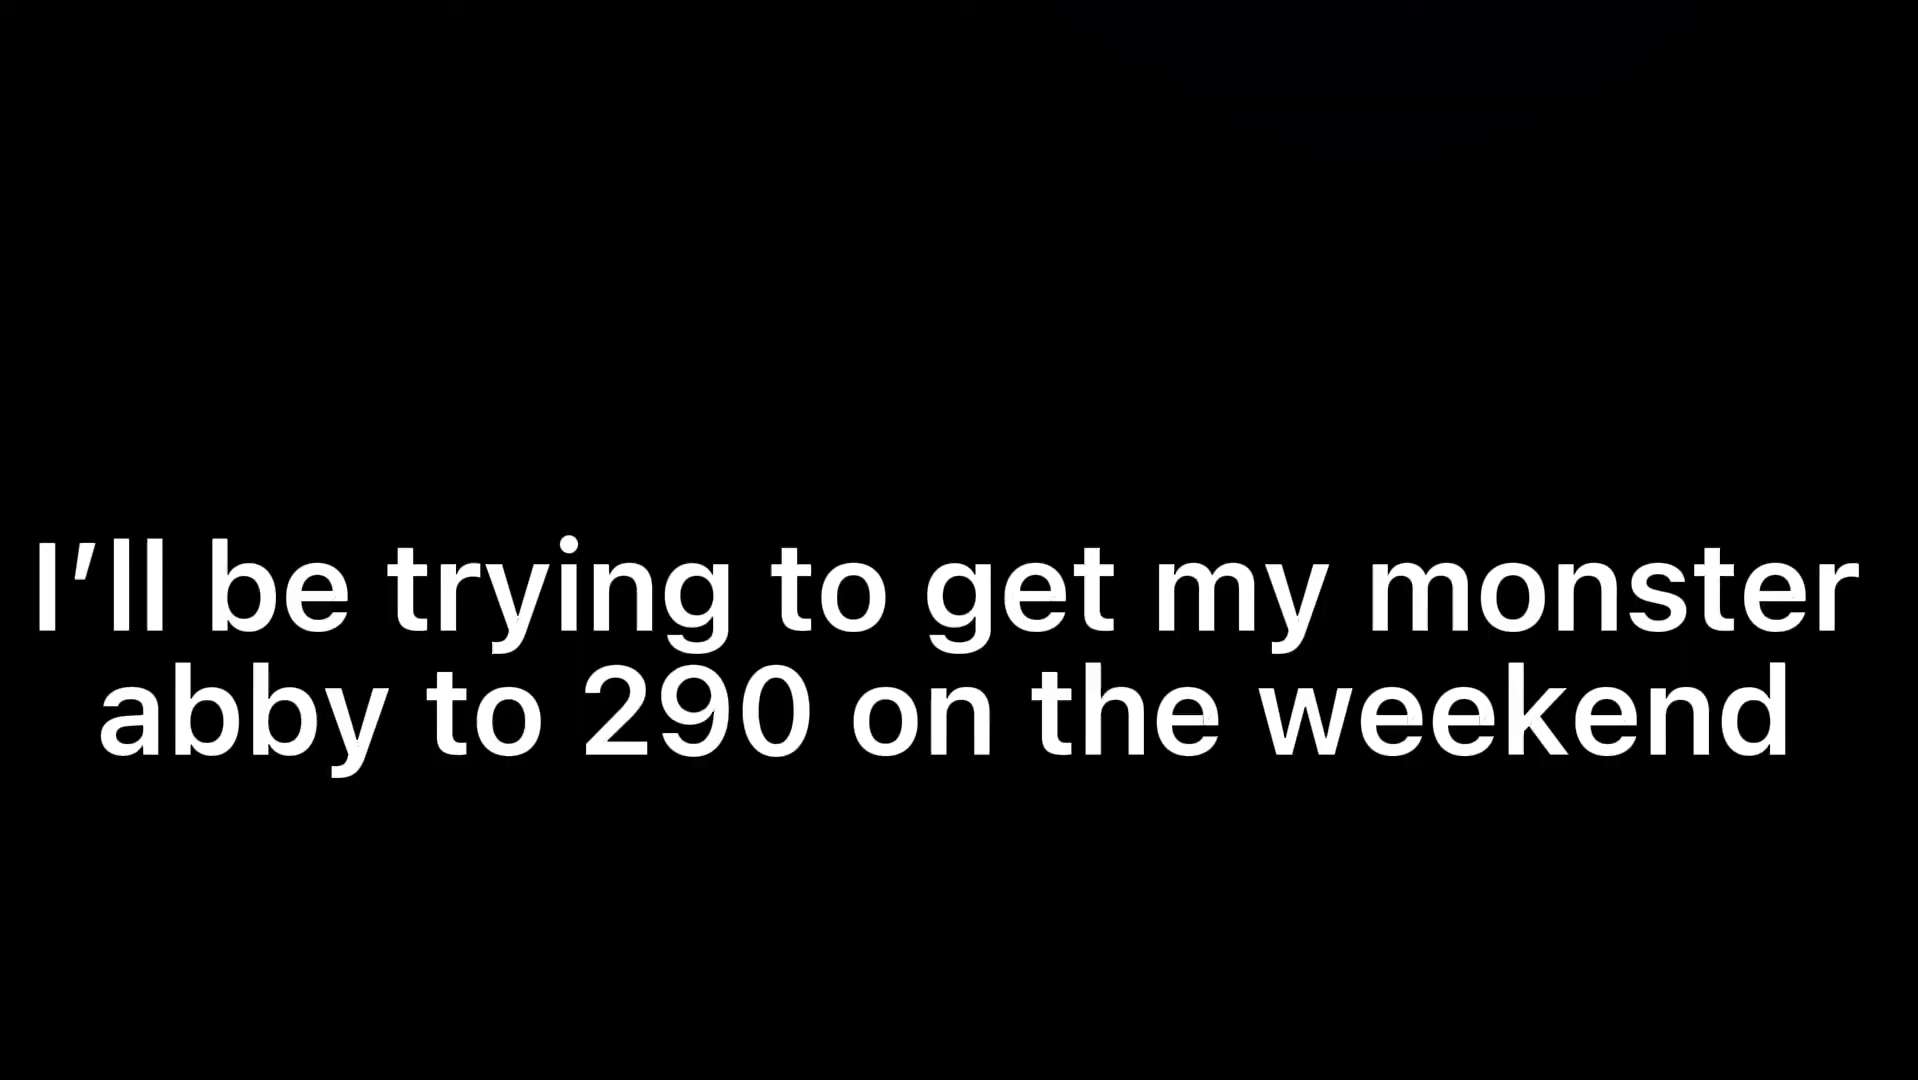 I’ll be trying to get my monster
abby to 290 on the weekend